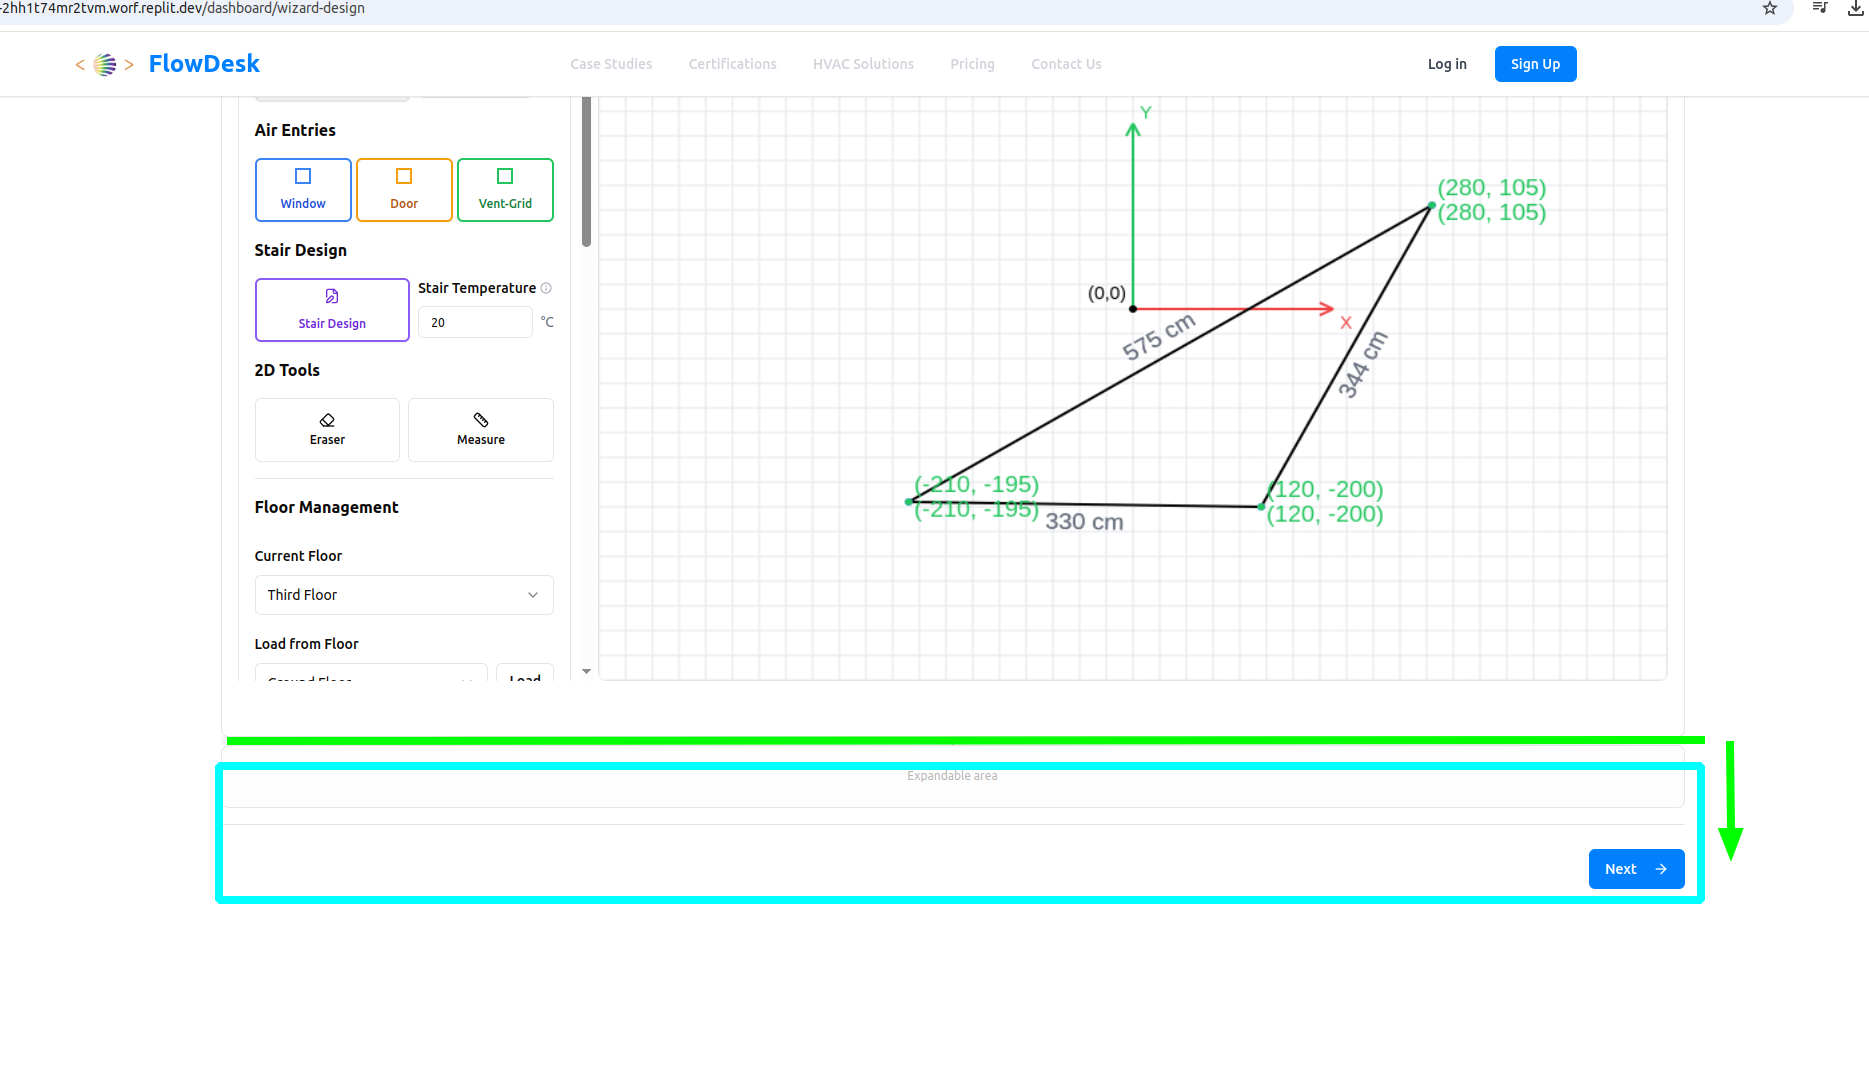 -2hh1t74mr2tvm.worf.replit.dev/dashboard/wizard-design
< > FlowDesk
Case Studies
Certifications
HVAC Solutions
Pricing
Contact Us
Log in
Sign Up
Air Entries
Window
Door
Vent-Grid
Stair Design
Stair Design
Stair Temperature
20
°C
2D Tools
Eraser
Measure
Floor Management
Current Floor
Third Floor
Load from Floor
Ground Floor
Load
Y
(280, 105)
(280, 105)
(0,0)
X
575 cm
344 cm
(-210, -195)
(-210, -195)
330 cm
(120, -200)
(120, -200)
Expandable area
Next